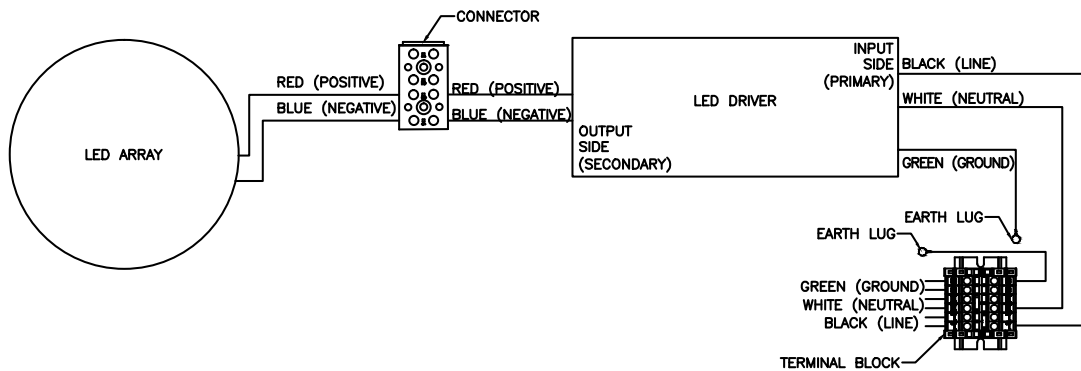 CONNECTOR
RED (POSITIVE)
BLUE (NEGATIVE)
LED ARRAY
RED (POSITIVE)
BLUE (NEGATIVE)
LED DRIVER
INPUT
SIDE
(PRIMARY)
OUTPUT
SIDE
(SECONDARY)
BLACK (LINE)
WHITE (NEUTRAL)
GREEN (GROUND)
EARTH LUG
EARTH LUG
GREEN (GROUND)
WHITE (NEUTRAL)
BLACK (LINE)
TERMINAL BLOCK